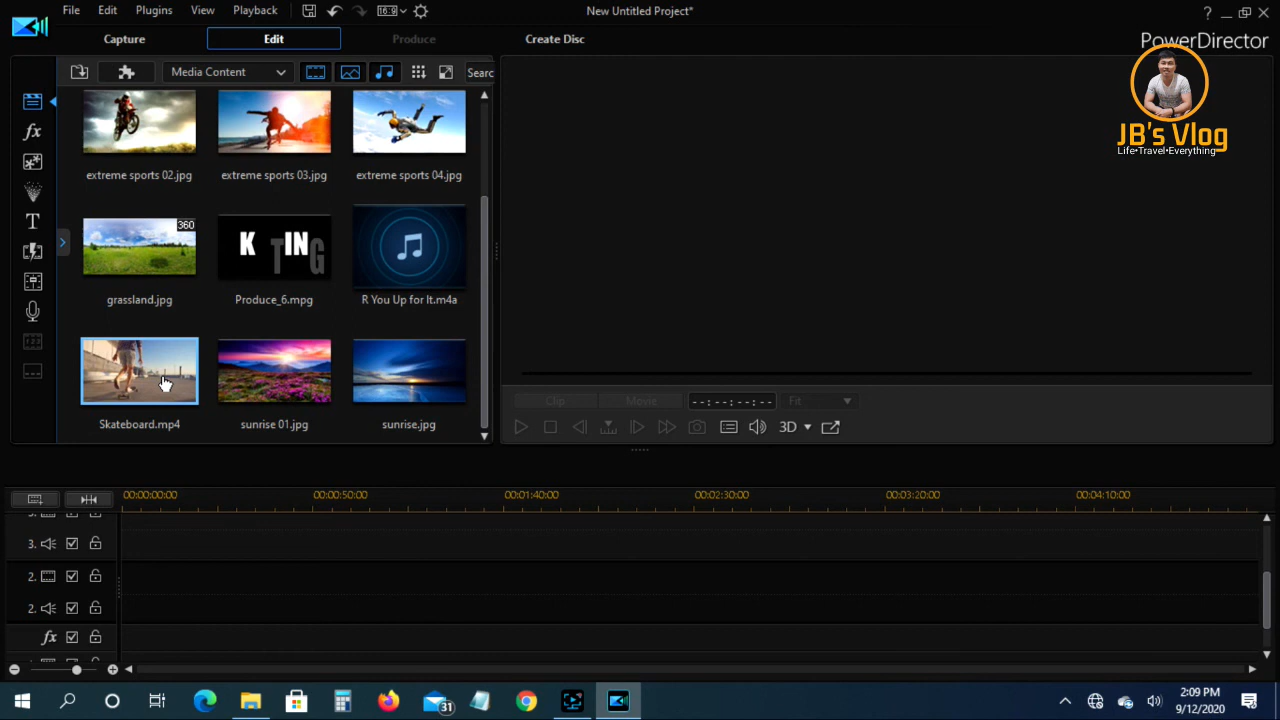 File Edit Plugins View Playback 16:9 New Untitled Project* ?
Capture Edit Produce Create Disc PowerDirector
Media Content Searc
JB's Vlog
Life•Travel•Everything
extreme sports 02.jpg extreme sports 03.jpg extreme sports 04.jpg
fx
T
360
K TING
grassland.jpg Produce_6.mpg R You Up for It.m4a
Skateboard.mp4 sunrise 01.jpg sunrise.jpg
Clip Movie --:--:--:-- Fit
3D
00:00:00:00 00:00:50:00 00:01:40:00 00:02:30:00 00:03:20:00 00:04:10:00
3.
2.
2.
fx
31
2:09 PM
9/12/2020